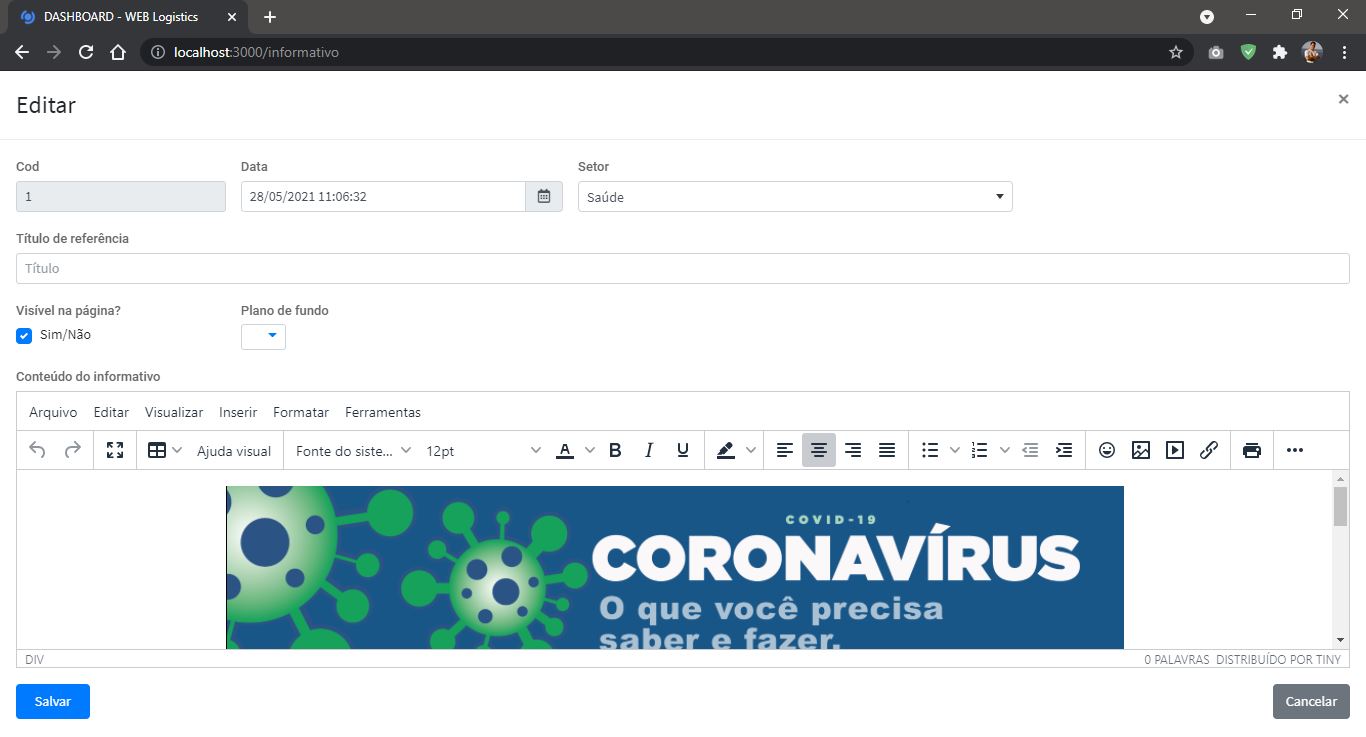 DASHBOARD - WEB Logistics
localhost:3000/informativo
Editar
Cod Data Setor
1 28/05/2021 11:06:32 Saúde
Título de referência
Título
Visível na página? Plano de fundo
Sim/Não
Conteúdo do informativo
Arquivo Editar Visualizar Inserir Formatar Ferramentas
Ajuda visual Fonte do siste... 12pt A B I U
COVID-19
CORONAVÍRUS
O que você precisa
saber e fazer.
DIV 0 PALAVRAS DISTRIBUÍDO POR TINY
Salvar Cancelar